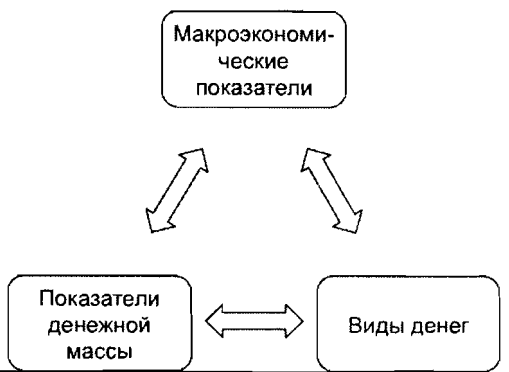 Макроэкономи-
ческие
показатели
Показатели
денежной
массы
Виды денег